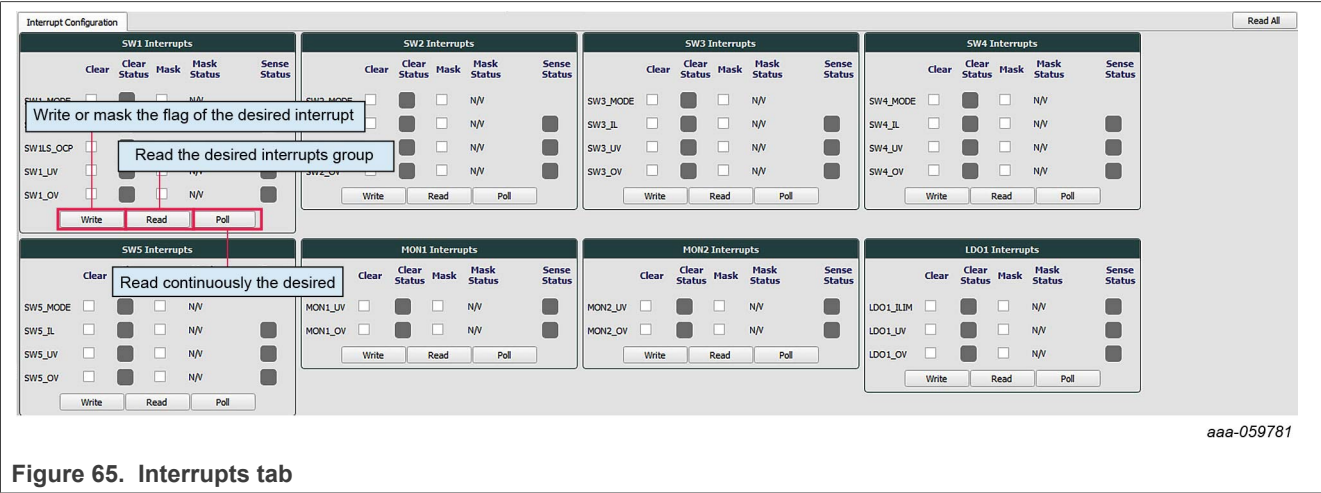 Interrupt Configuration
Read All
SW1 Interrupts
Clear Clear Status Mask Mask Status Sense Status
N/V
Write or mask the flag of the desired interrupt
SW1LS_OCP
Read the desired interrupts group
SW1_UV N/V
SW1_OV N/V
Write Read Poll
SW2 Interrupts
Clear Clear Status Mask Mask Status Sense Status
SW2_MODE N/V
N/V
N/V
SW2_OV N/V
Write Read Poll
SW3 Interrupts
Clear Clear Status Mask Mask Status Sense Status
SW3_MODE N/V
SW3_IL N/V
SW3_UV N/V
SW3_OV N/V
Write Read Poll
SW4 Interrupts
Clear Clear Status Mask Mask Status Sense Status
SW4_MODE N/V
SW4_IL N/V
SW4_UV N/V
SW4_OV N/V
Write Read Poll
SW5 Interrupts
Clear Sense Status
Read continuously the desired
SW5_MODE N/V
SW5_IL N/V
SW5_UV N/V
SW5_OV N/V
Write Read Poll
MON1 Interrupts
Clear Clear Status Mask Mask Status Sense Status
MON1_UV N/V
MON1_OV N/V
Write Read Poll
MON2 Interrupts
Clear Clear Status Mask Mask Status Sense Status
MON2_UV N/V
MON2_OV N/V
Write Read Poll
LDO1 Interrupts
Clear Clear Status Mask Mask Status Sense Status
LDO1_ILIM N/V
LDO1_UV N/V
LDO1_OV N/V
Write Read Poll
aaa-059781
Figure 65. Interrupts tab